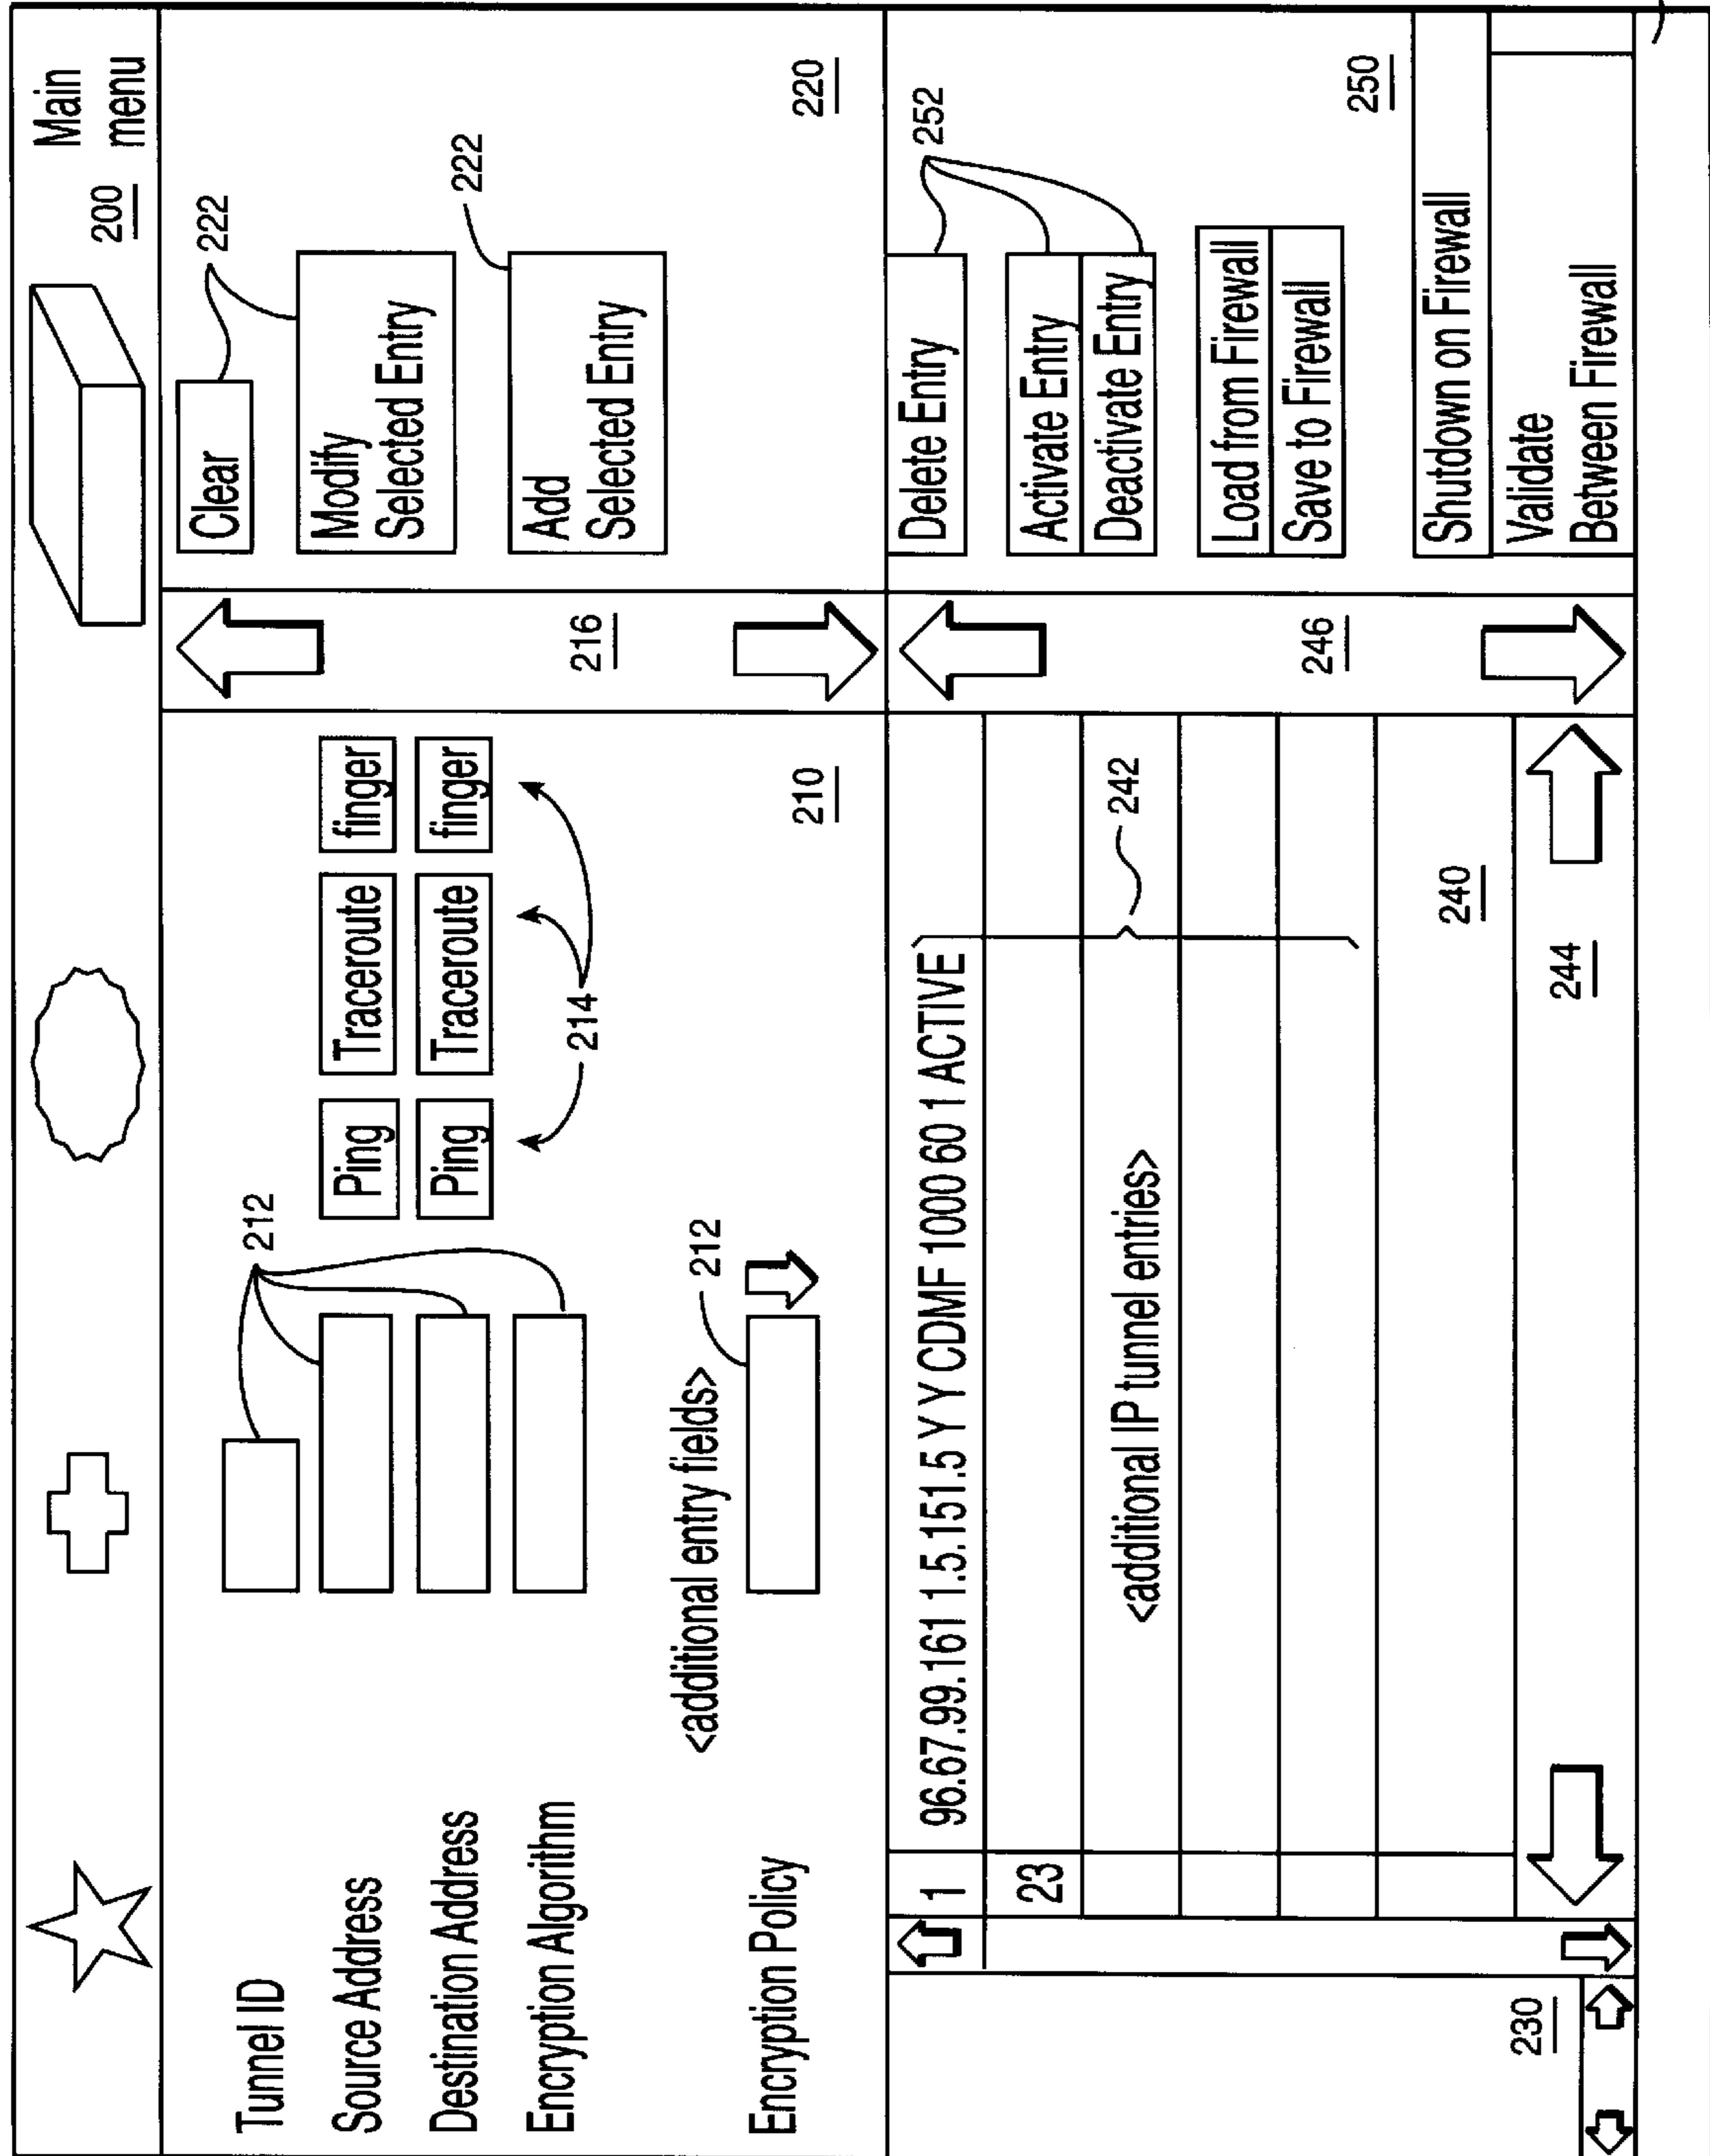 Main
menu
200
Tunnel ID
212
Clear
222
Source Address
Ping
Traceroute
finger
Modify
Selected Entry
Destination Address
Ping
Traceroute
finger
Encryption Algorithm
214
216
222
Add
Selected Entry
<additional entry fields>
212
Encryption Policy
210
220
1
96.67.99.161 1.5.151.5 Y Y CDMF 1000 60 1 ACTIVE
Delete Entry
252
23
Activate Entry
<additional IP tunnel entries>
242
Deactivate Entry
Load from Firewall
Save to Firewall
246
250
240
Shutdown on Firewall
230
244
Validate
Between Firewall